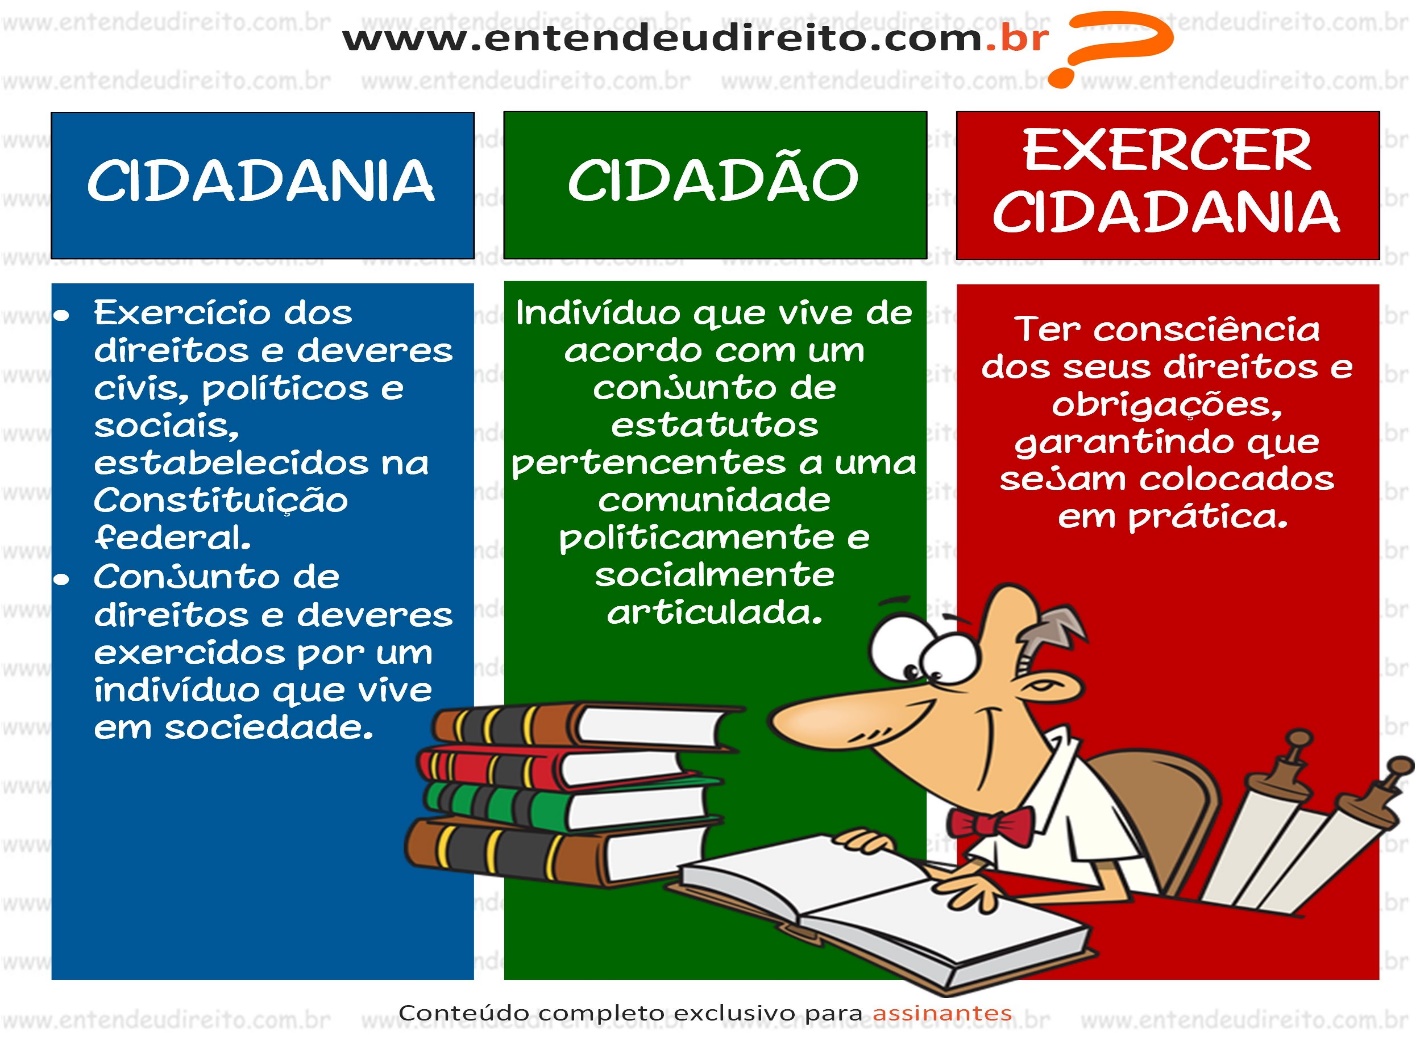 www.entendeudireito.com.br
CIDADANIA
Exercício dos
direitos e deveres
civis, políticos e
sociais,
estabelecidos na
Constituição
federal.
Conjunto de
direitos e deveres
exercidos por um
indivíduo que vive
em sociedade.
CIDADÃO
Indivíduo que vive de
acordo com um
conjunto de
estatutos
pertencentes a uma
comunidade
politicamente e
socialmente
articulada.
EXERCER
CIDADANIA
Ter consciência
dos seus direitos e
obrigações,
garantindo que
sejam colocados
em prática.
Conteúdo completo exclusivo para assinantes